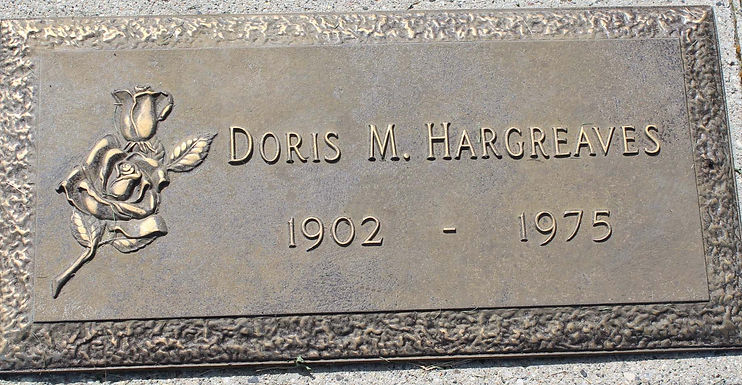 DORIS M. HARGREAVES
1902 - 1975